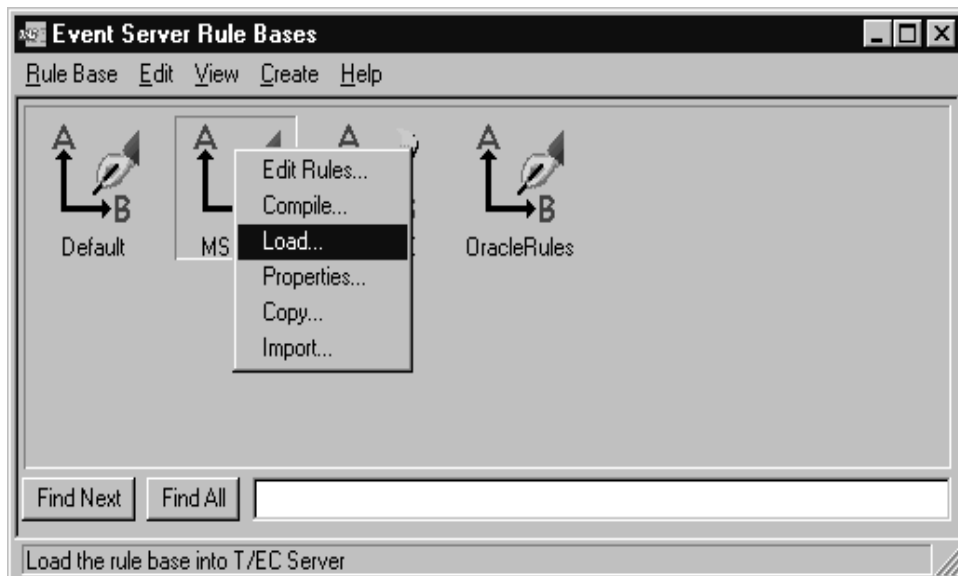 Event Server Rule Bases
Rule Base Edit View Create Help
A
B
Default
A
MS
A
A
B
OracleRules
Edit Rules...
Compile...
Load...
Properties...
Copy...
Import...
Find Next Find All
Load the rule base into T/EC Server